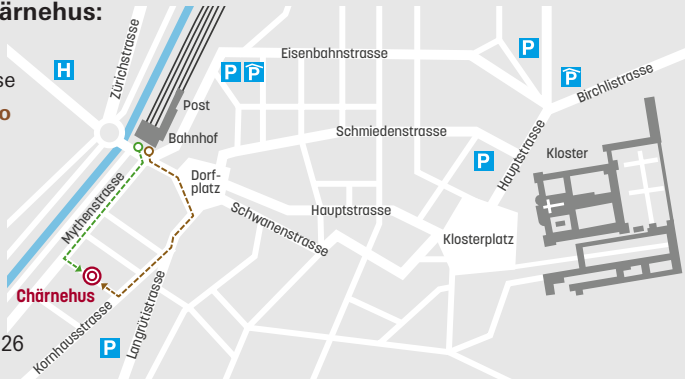 ärnehus:
se
o
26
Zürichstrasse
H
P
P
Eisenbahnstrasse
P
P
Birchlistrasse
Post
Bahnhof
Schmiedenstrasse
Hauptstrasse
Kloster
P
Dorf-
platz
Mythenstrasse
Schwanenstrasse
Hauptstrasse
Klosterplatz
Chärnehus
Kornhausstrasse
P
Langrütistrasse